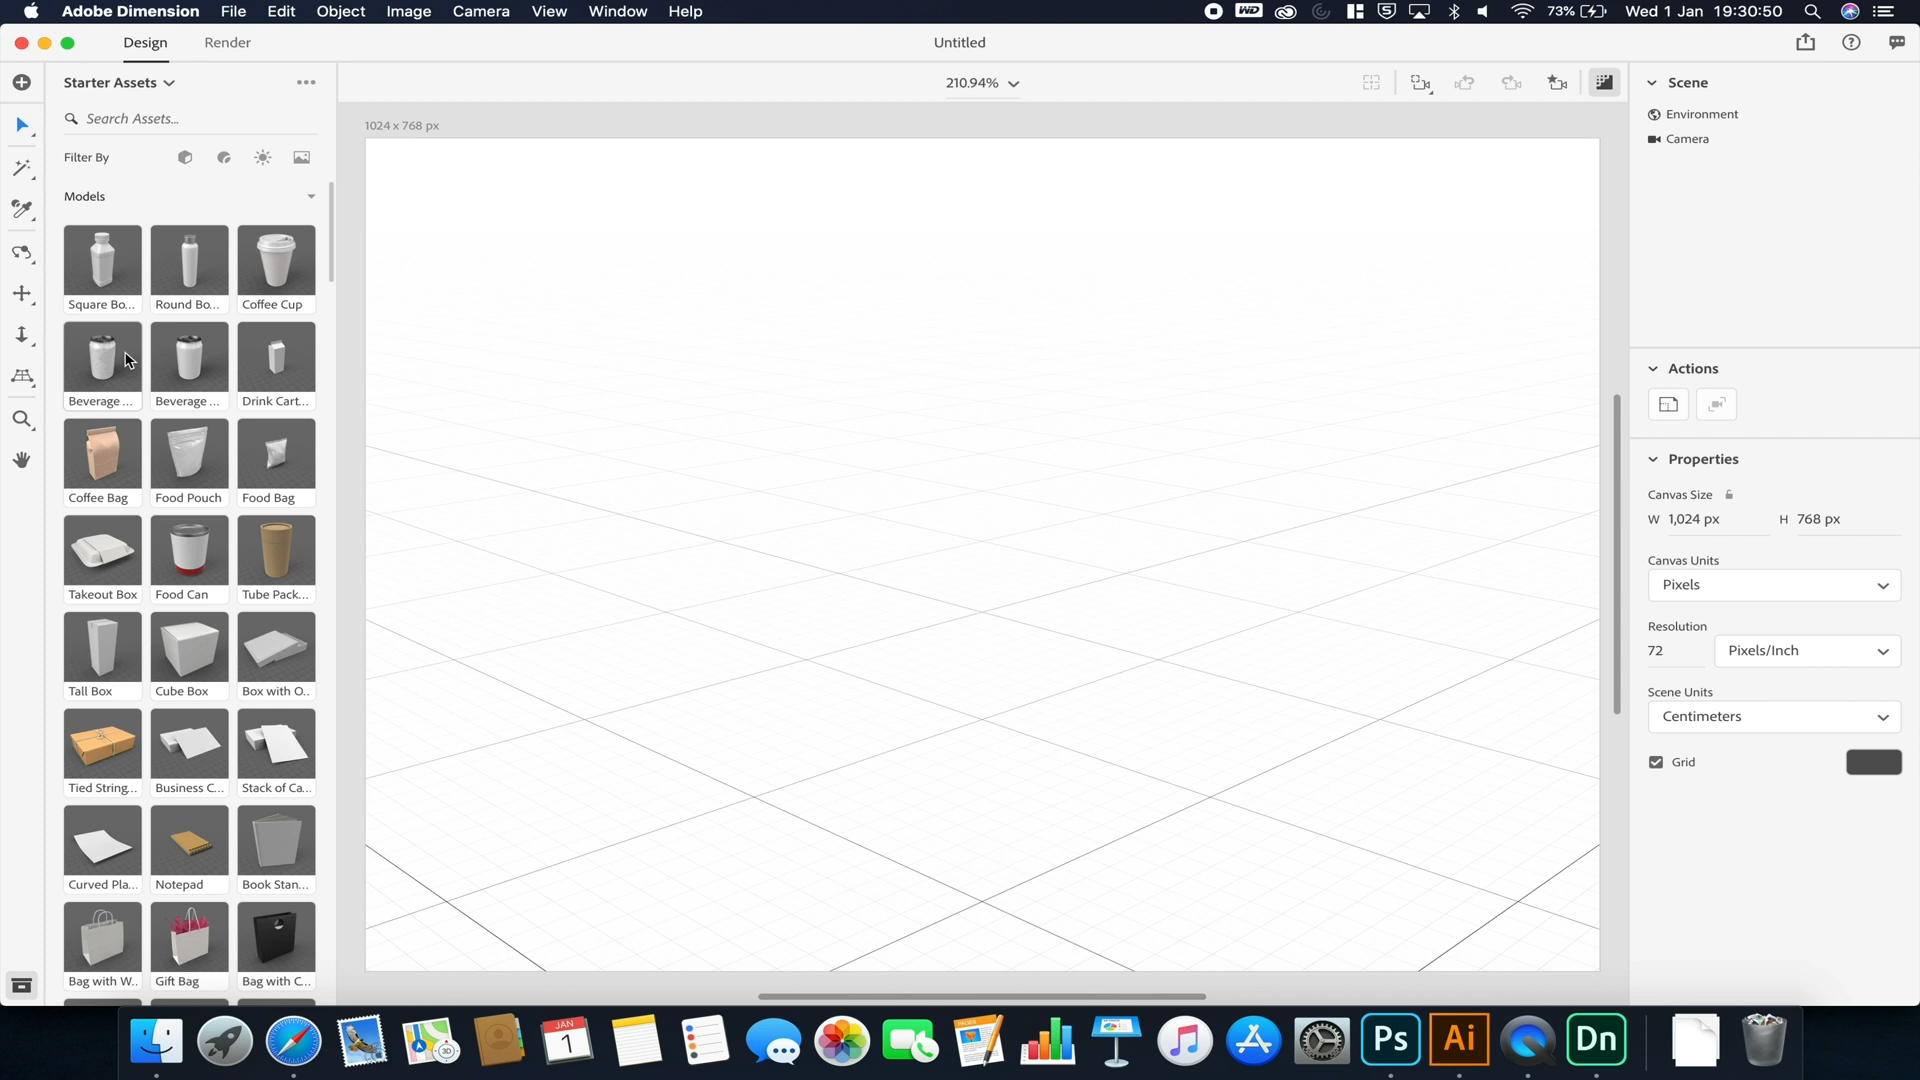 Adobe Dimension File Edit Object Image Camera View Window Help 73% Wed 1 Jan 19:30:50
Design Render Untitled
Starter Assets
210.94%
Search Assets...
1024 x 768 px
Filter By
Models
Square Bo... Round Bo... Coffee Cup
Beverage ... Beverage ... Drink Cart...
Coffee Bag Food Pouch Food Bag
Takeout Box Food Can Tube Pack...
Tall Box Cube Box Box with O..
Tied String... Business C... Stack of Ca...
Curved Pla... Notepad Book Stan...
Bag with W.. Gift Bag Bag with C...
Scene
Environment
Camera
Actions
Properties
Canvas Size
W 1,024 px H 768 px
Canvas Units
Pixels
Resolution
72 Pixels/Inch
Scene Units
Centimeters
Grid
JAN
1
Ps Ai Dn